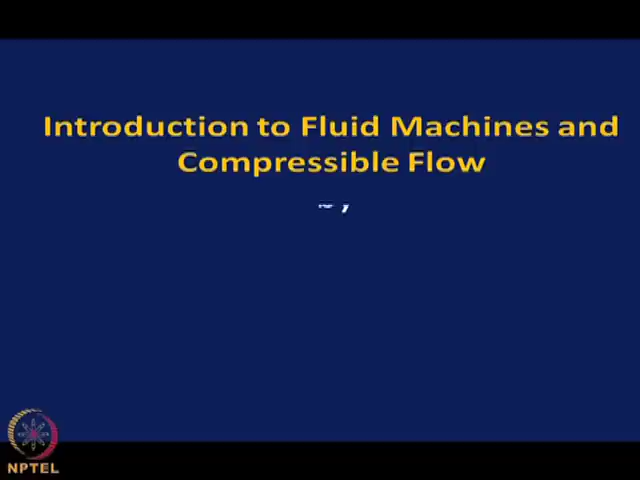 Introduction to Fluid Machines and
Compressible Flow
NPTEL